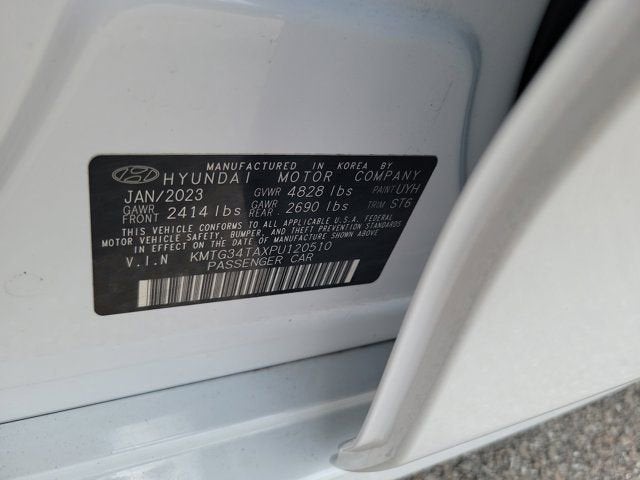 MANUFACTURED IN KOREA BY
HYUNDAI MOTOR COMPANY
JAN/2023 GVWR 4828 lbs PAINT UYH
GAWR FRONT 2414 lbs GAWR REAR 2690 lbs TRIM ST6
THIS VEHICLE CONFORMS TO ALL APPLICABLE U.S.A. FEDERAL
MOTOR VEHICLE SAFETY, BUMPER, AND THEFT PREVENTION STANDARDS
IN EFFECT ON THE DATE OF MANUFACTURE SHOWN ABOVE.
V.I.N KMTG34TAXPU120510
PASSENGER CAR